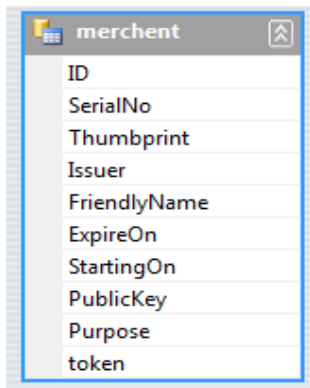 merchent
ID
SerialNo
Thumbprint
Issuer
FriendlyName
ExpireOn
StartingOn
PublicKey
Purpose
token